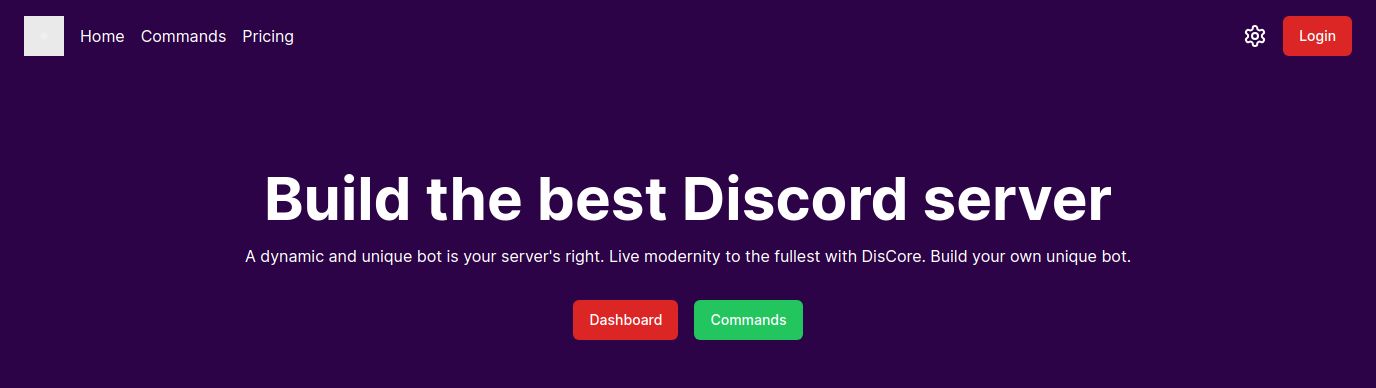 Home Commands Pricing Login
Build the best Discord server
A dynamic and unique bot is your server's right. Live modernity to the fullest with DisCore. Build your own unique bot.
Dashboard Commands